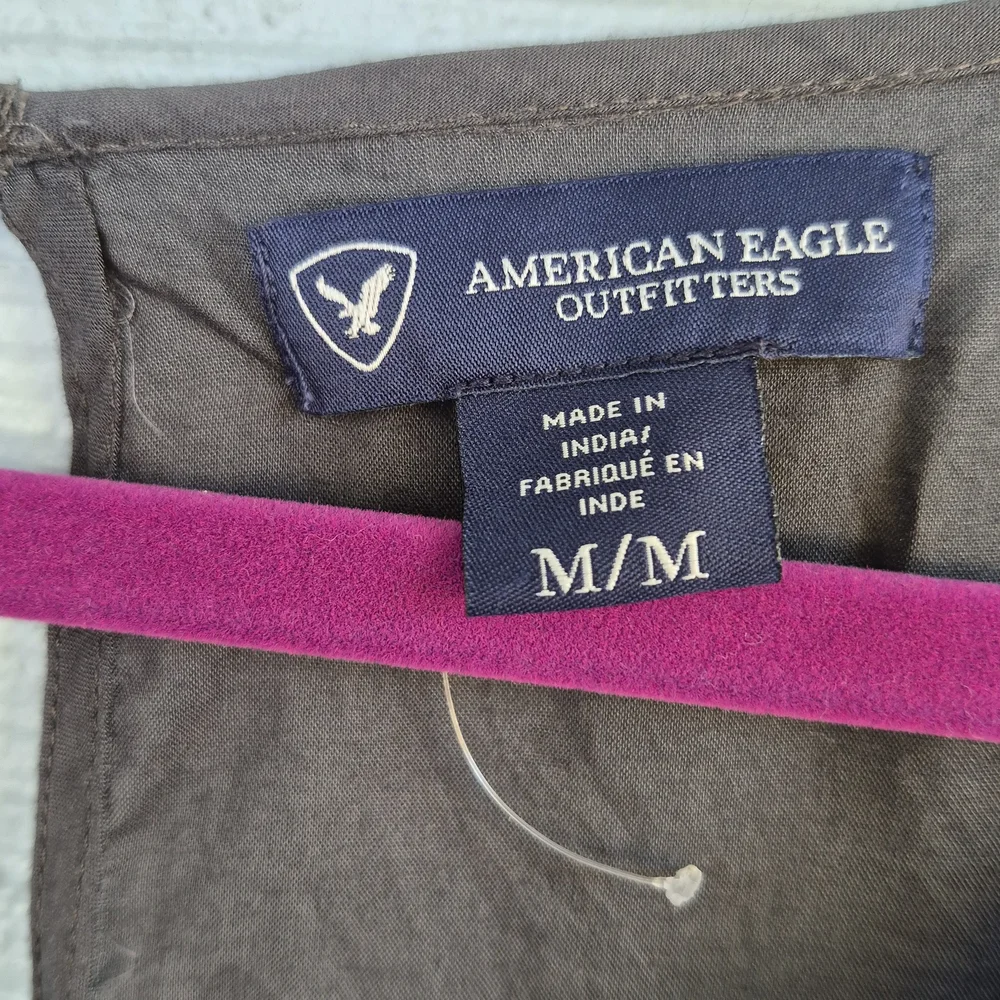 AMERICAN EAGLE
OUTFITTERS
MADE IN
INDIA/
FABRIQUÉ EN
INDE
M/M